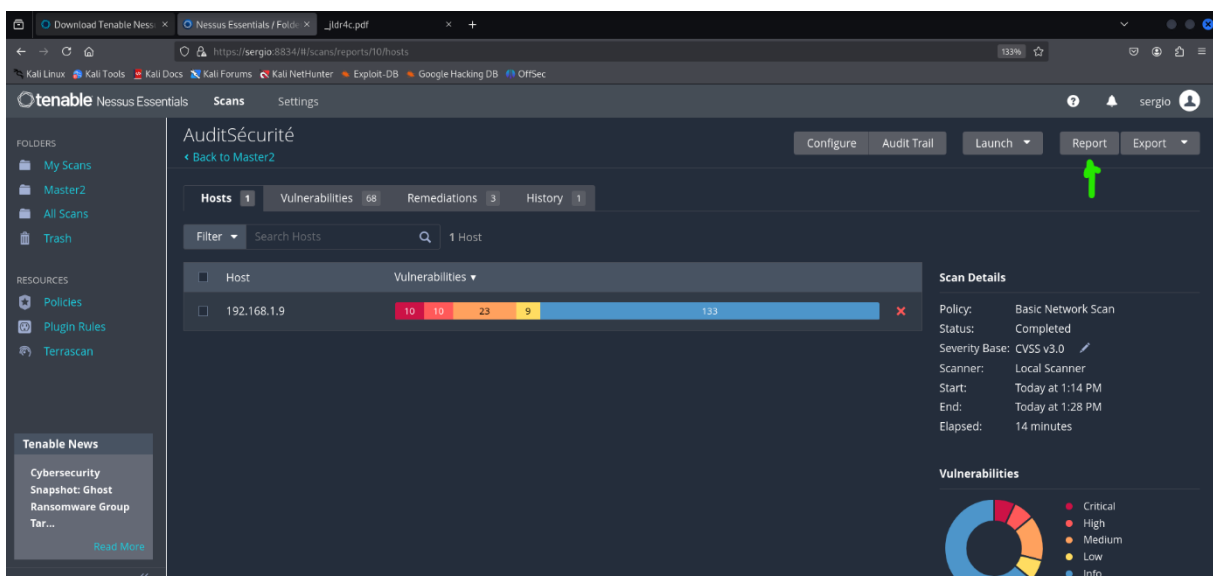 Download Tenable Ness
Nessus Essentials / Folde
_jldr4c.pdf
https://sergio:8834/#/scans/reports/10/hosts
133%
Kali Linux Kali Tools Kali Docs Kali Forums Kali NetHunter Exploit-DB Google Hacking DB OffSec
tenable Nessus Essentials Scans Settings sergio
FOLDERS
My Scans
Master2
All Scans
Trash
RESOURCES
Policies
Plugin Rules
Terrascan
Tenable News
Cybersecurity
Snapshot: Ghost
Ransomware Group
Tar...
Read More
AuditSécurité
Back to Master2
Configure Audit Trail Launch Report Export
Hosts 1 Vulnerabilities 68 Remediations 3 History 1
Filter Search Hosts 1 Host
Host Vulnerabilities
192.168.1.9 10 10 23 9 133
Scan Details
Policy: Basic Network Scan
Status: Completed
Severity Base: CVSS v3.0
Scanner: Local Scanner
Start: Today at 1:14 PM
End: Today at 1:28 PM
Elapsed: 14 minutes
Vulnerabilities
Critical
High
Medium
Low
Info